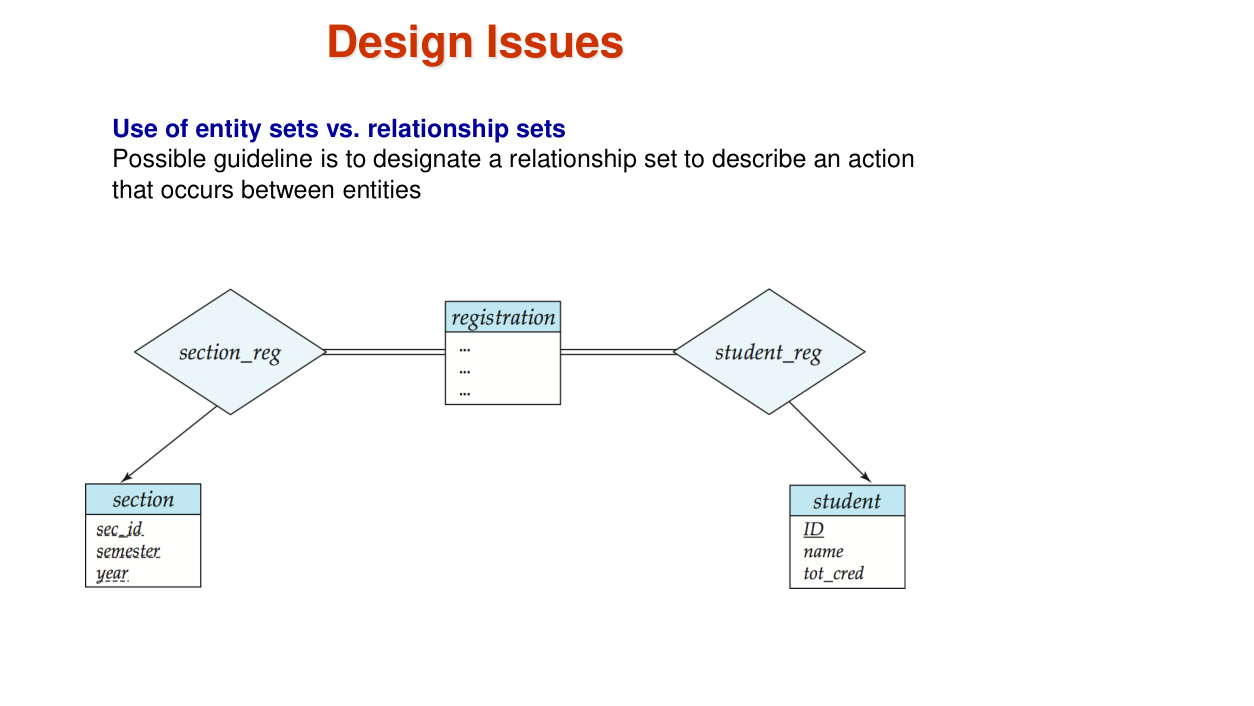 Design Issues
Use of entity sets vs. relationship sets
Possible guideline is to designate a relationship set to describe an action
that occurs between entities
section_reg
registration
...
...
...
student_reg
section
sec_id
semester
year
student
ID
name
tot_cred